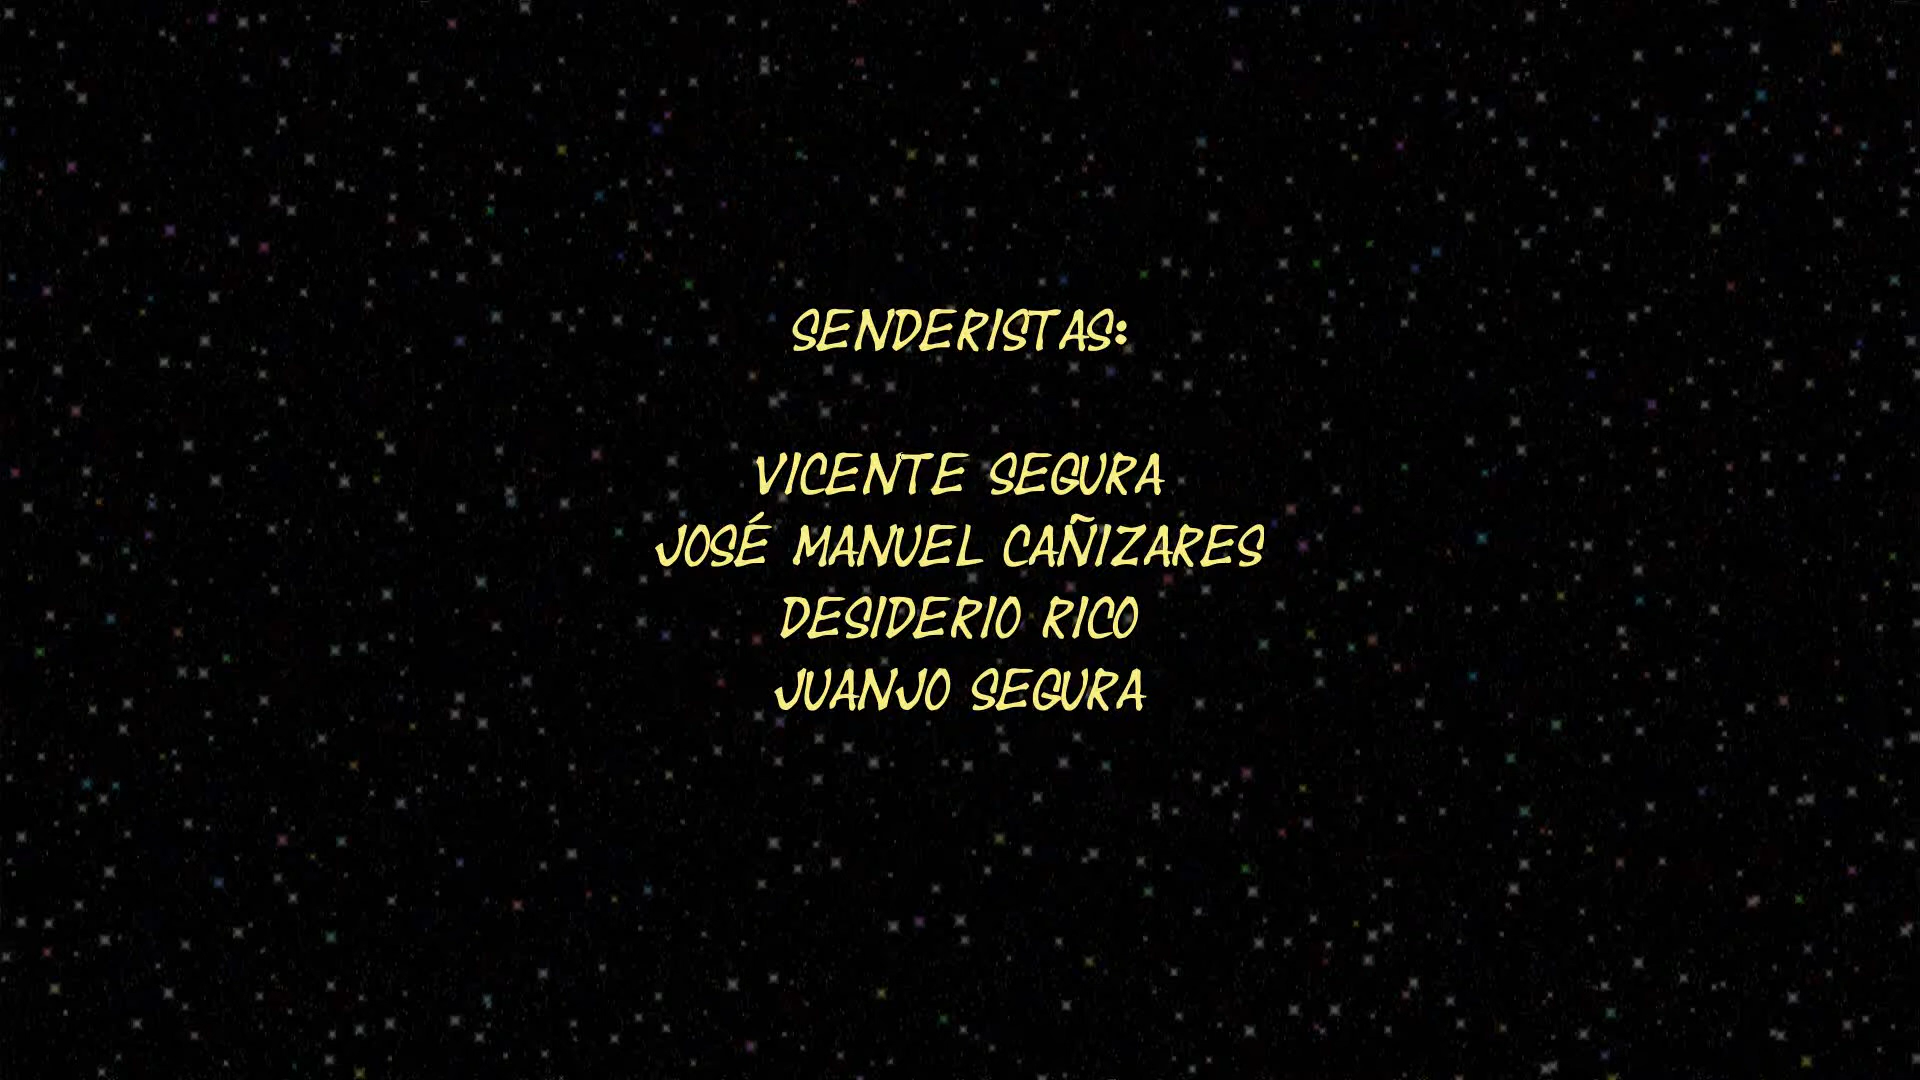 SENDERISTAS:
VICENTE SEGURA
JOSÉ MANUEL CAÑIZARES
DESIDERIO RICO
JUANJO SEGURA